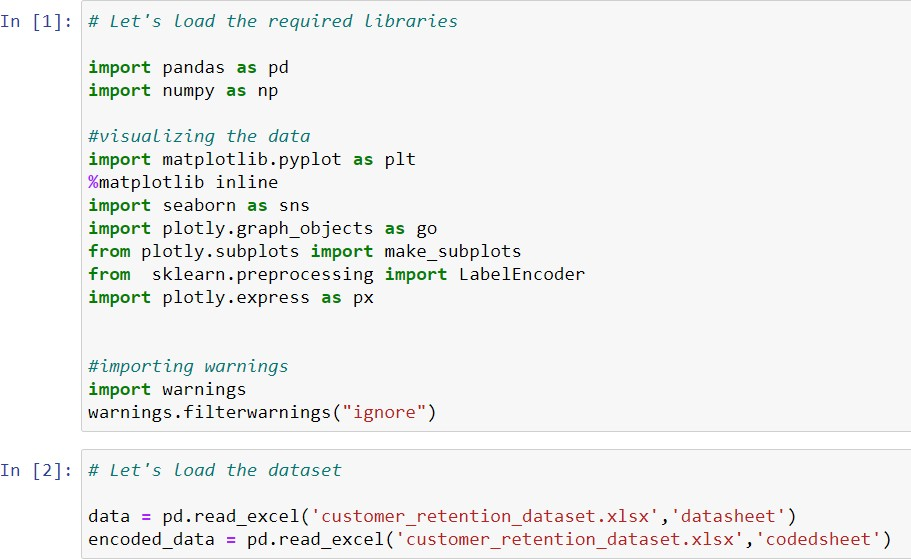 In [1]: # Let's load the required libraries
import pandas as pd
import numpy as np
#visualizing the data
import matplotlib.pyplot as plt
%matplotlib inline
import seaborn as sns
import plotly.graph_objects as go
from plotly.subplots import make_subplots
from  sklearn.preprocessing import LabelEncoder
import plotly.express as px
#importing warnings
import warnings
warnings.filterwarnings("ignore")
In [2]: # Let's load the dataset
data = pd.read_excel('customer_retention_dataset.xlsx','datasheet')
encoded_data = pd.read_excel('customer_retention_dataset.xlsx','codedsheet')